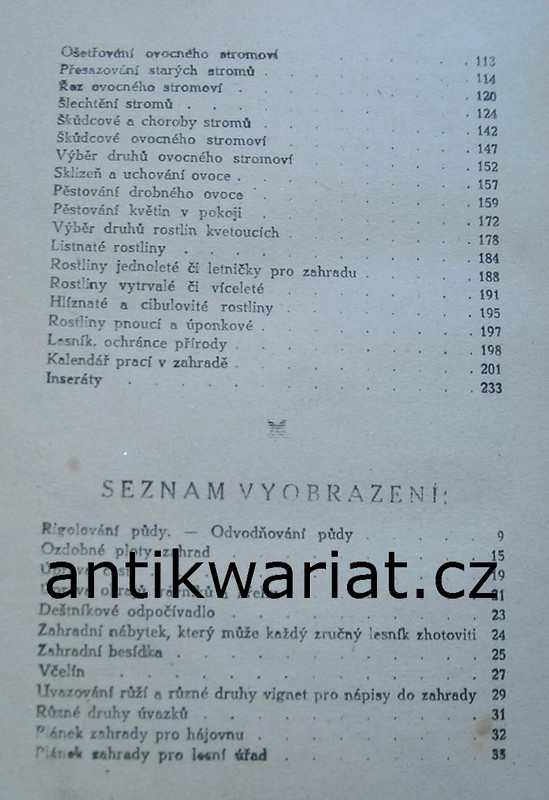 Ošetřování ovocného stromoví . . . . . 113
Přesazování starých stromů . . . . . . 114
Řez ovocného stromoví . . . . . . . 120
Šlechtění stromů . . . . . . . . . 124
Škůdcové a choroby stromů . . . . . . 142
Škůdcové ovocného stromoví . . . . . . 147
Výběr druhů ovocného stromoví . . . . . 152
Sklizeň a uchování ovoce . . . . . . . 157
Pěstování drobného ovoce . . . . . . . 159
Pěstování květin v pokoji . . . . . . . 172
Výběr druhů rostlin kvetoucích . . . . . 178
Listnaté rostliny . . . . . . . . . 184
Rostliny jednoleté či letničky pro zahradu . . . . 188
Rostliny vytrvalé či víceleté . . . . . . 191
Hlíznaté a cibulovité rostliny . . . . . . 195
Rostliny pnoucí a úponkové . . . . . . 197
Lesník, ochránce přírody . . . . . . . 198
Kalendář prací v zahradě . . . . . . . 201
Inseráty . . . . . . . . . . . 233
SEZNAM VYOBRAZENÍ:
Rigolování půdy. — Odvodňování půdy . . . . 9
Ozdobné ploty zahrad . . . . . . . 15
antikwariat.cz
19
21
Deštníkové odpočívadlo . . . . . . . 23
Zahradní nábytek, který může každý zručný lesník zhotoviti 24
Zahradní besídka . . . . . . . . . 25
Včelín . . . . . . . . . . . 27
Uvazování růží a různé druhy vignet pro nápisy do zahrady 29
Různé druhy úvazků . . . . . . . . 31
Plánek zahrady pro hájovnu . . . . . . 32
Plánek zahrady pro lesní úřad . . . . . . 35